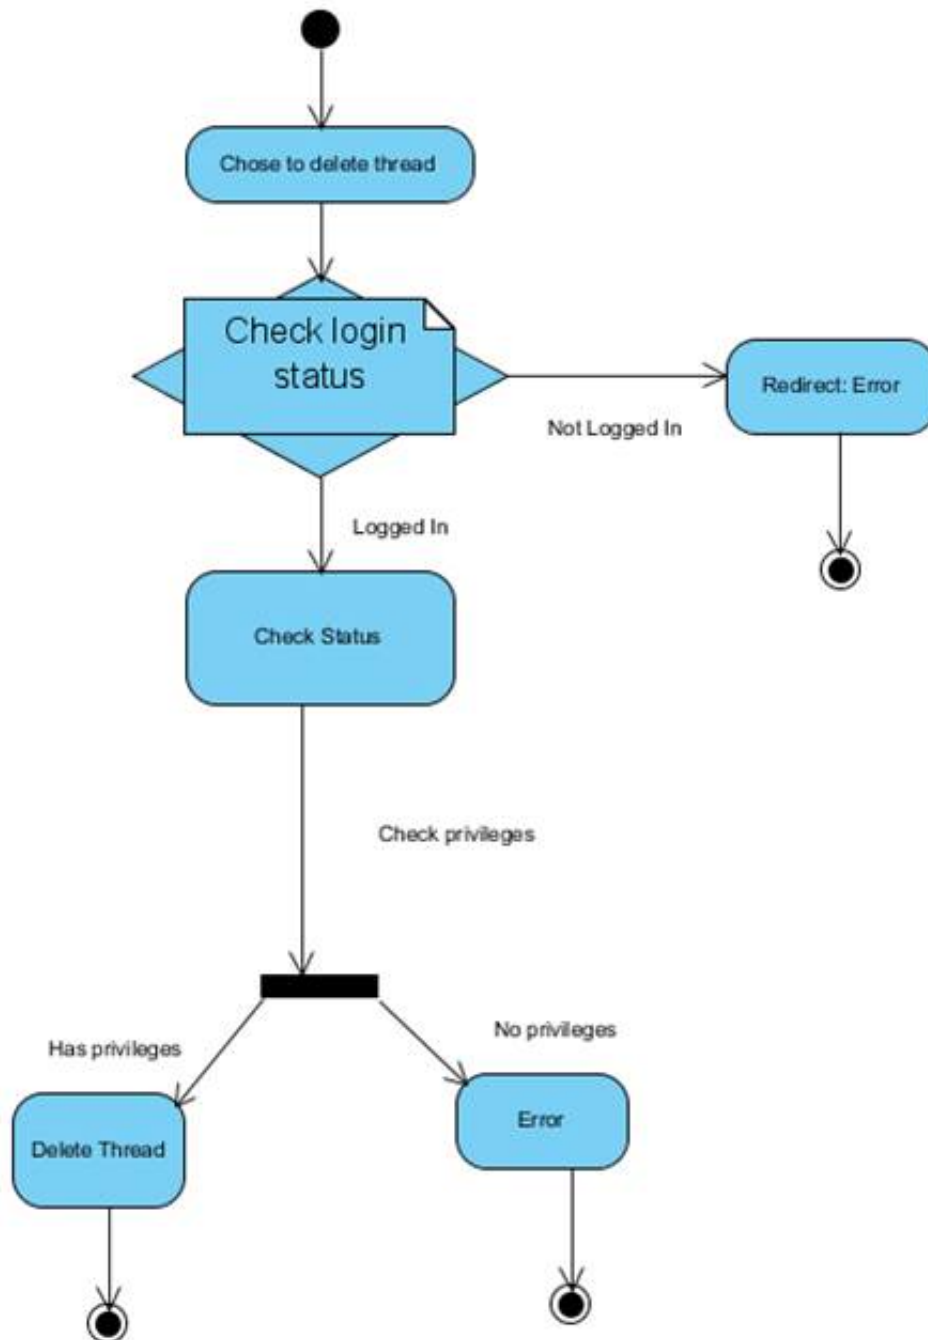 Chose to delete thread
Check login
status
Redirect: Error
Not Logged In
Logged In
Check Status
Check privileges
No privileges
Has privileges
Error
Delete Thread